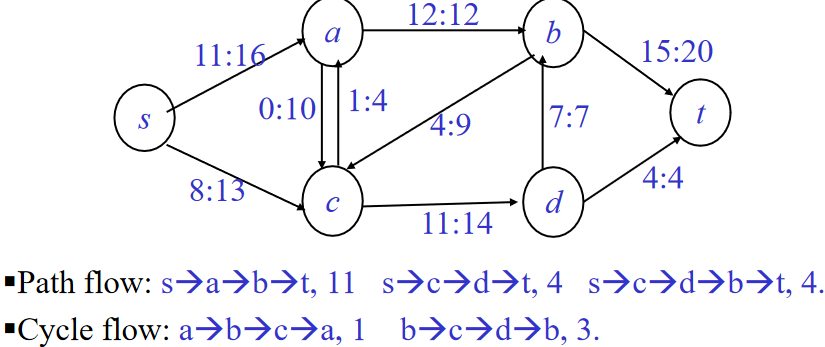 12:12
a
b
11:16
15:20
0:10
1:4
4:9
7:7
s
t
8:13
4:4
c
d
11:14
▪Path flow: s→a→b→t, 11 s→c→d→t, 4 s→c→d→b→t, 4.
▪Cycle flow: a→b→c→a, 1 b→c→d→b, 3.